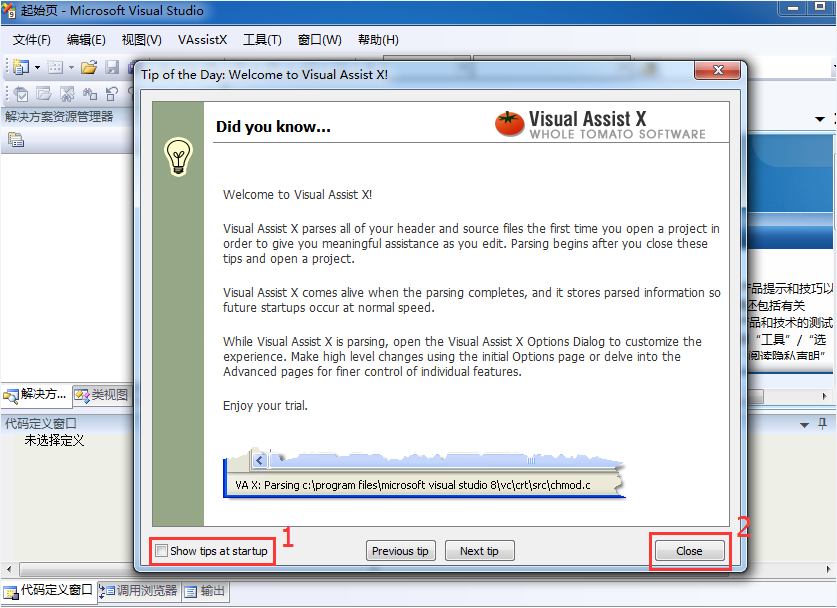 起始页 - Microsoft Visual Studio
文件(F) 编辑(E) 视图(V) VAssistX 工具(T) 窗口(W) 帮助(H)
Tip of the Day: Welcome to Visual Assist X!
解决方案资源管理器
Did you know...
Visual Assist X
WHOLE TOMATO SOFTWARE
Welcome to Visual Assist X!
Visual Assist X parses all of your header and source files the first time you open a project in
order to give you meaningful assistance as you edit. Parsing begins after you close these
tips and open a project.
Visual Assist X comes alive when the parsing completes, and it stores parsed information so
future startups occur at normal speed.
While Visual Assist X is parsing, open the Visual Assist X Options Dialog to customize the
experience. Make high level changes using the initial Options page or delve into the
Advanced pages for finer control of individual features.
Enjoy your trial.
VA X: Parsing c:\program files\microsoft visual studio 8\vc\crt\src\chmod.c
品提示和技巧以
还包括有关
品和技术的测试
“工具”/“选
阅读隐私声明”
解决方... 类视图
代码定义窗口
未选择定义
Show tips at startup 1 Previous tip Next tip Close 2
代码定义窗口 调用浏览器 输出